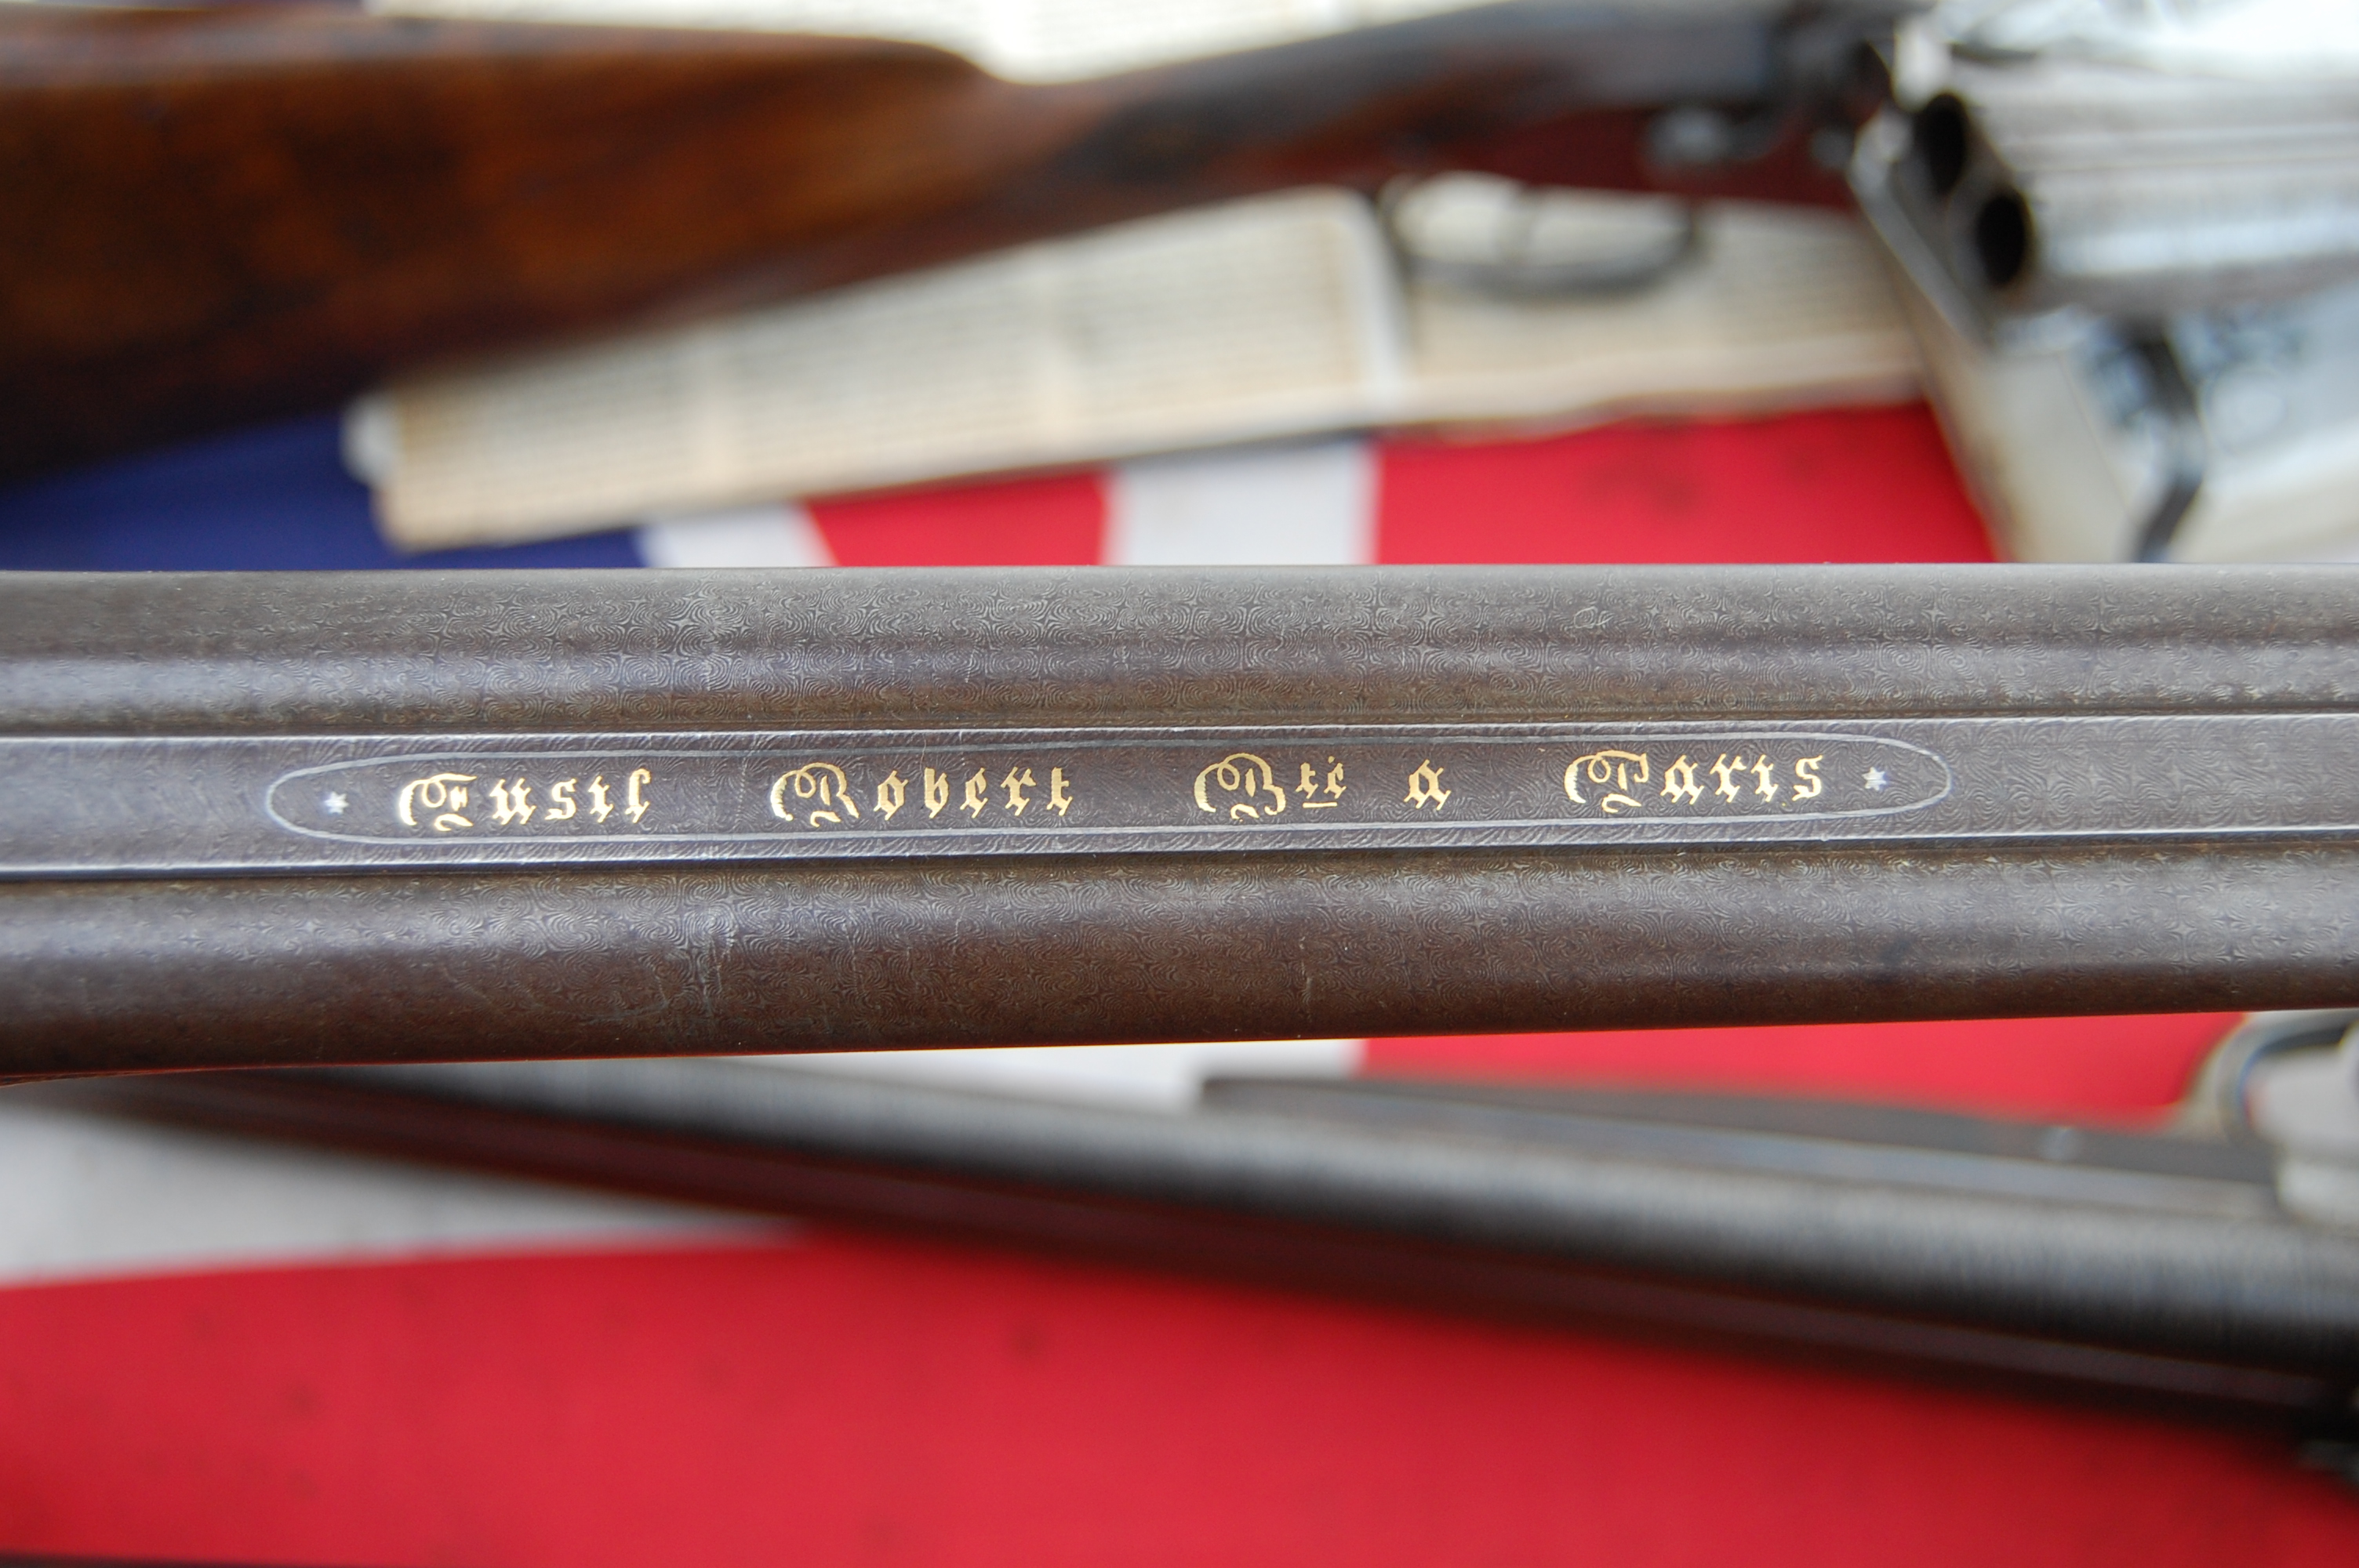 Fusil Robert Bté a Paris